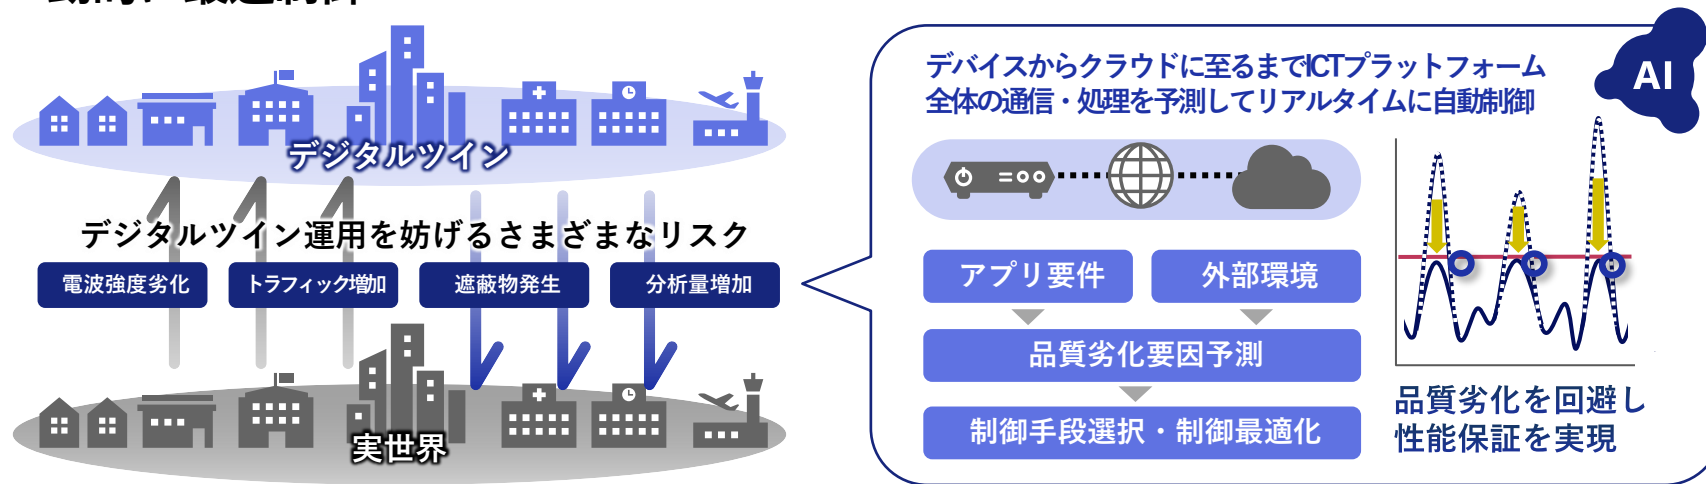 デジタルツイン
デジタルツイン運用を妨げるさまざまなリスク
電波強度劣化
トラフィック増加
遮蔽物発生
分析量増加
実世界
AI
デバイスからクラウドに至るまでICTプラットフォーム
全体の通信・処理を予測してリアルタイムに自動制御
アプリ要件
外部環境
品質劣化要因予測
制御手段選択・制御最適化
品質劣化を回避し
性能保証を実現